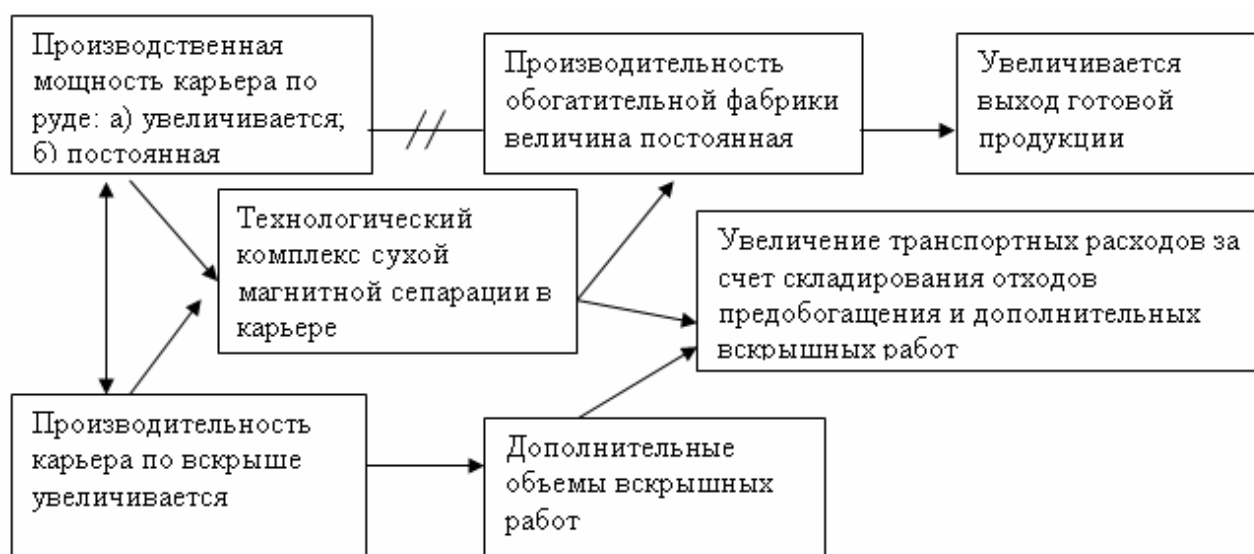 Производственная
мощность карьера по
руде: а) увеличивается;
б) постоянная
Производительность
обогатительной фабрики
величина постоянная
Увеличивается
выход готовой
продукции
Технологический
комплекс сухой
магнитной сепарации в
карьере
Увеличение транспортных расходов за
счет складирования отходов
предобогащения и дополнительных
вскрышных работ
Производительность
карьера по вскрыше
увеличивается
Дополнительные
объемы вскрышных
работ